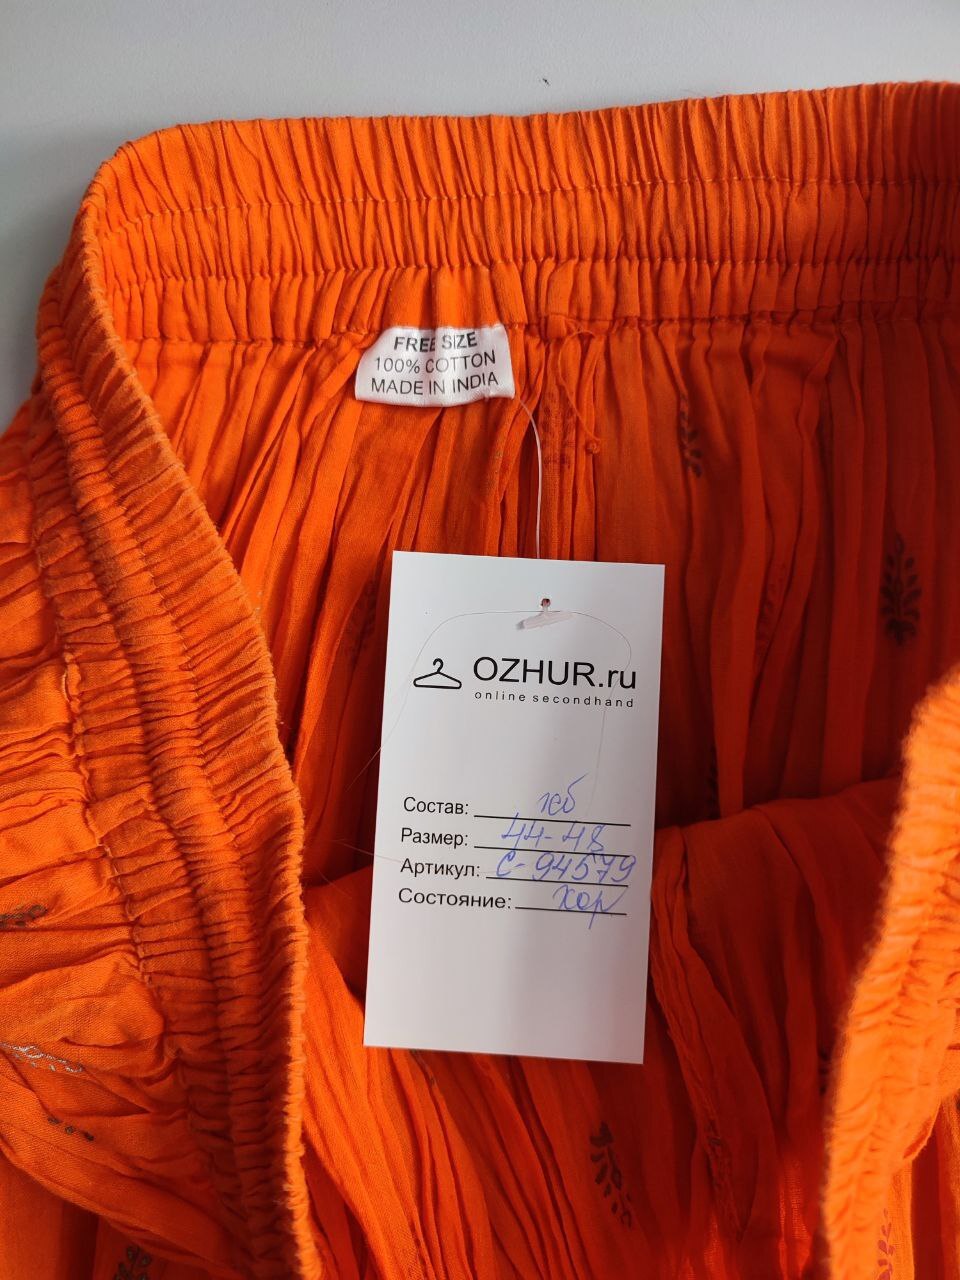 FREE SIZE
100% COTTON
MADE IN INDIA
OZHUR.ru
online secondhand
Состав: хб
Размер: 44-48
Артикул: С-94579
Состояние: хор